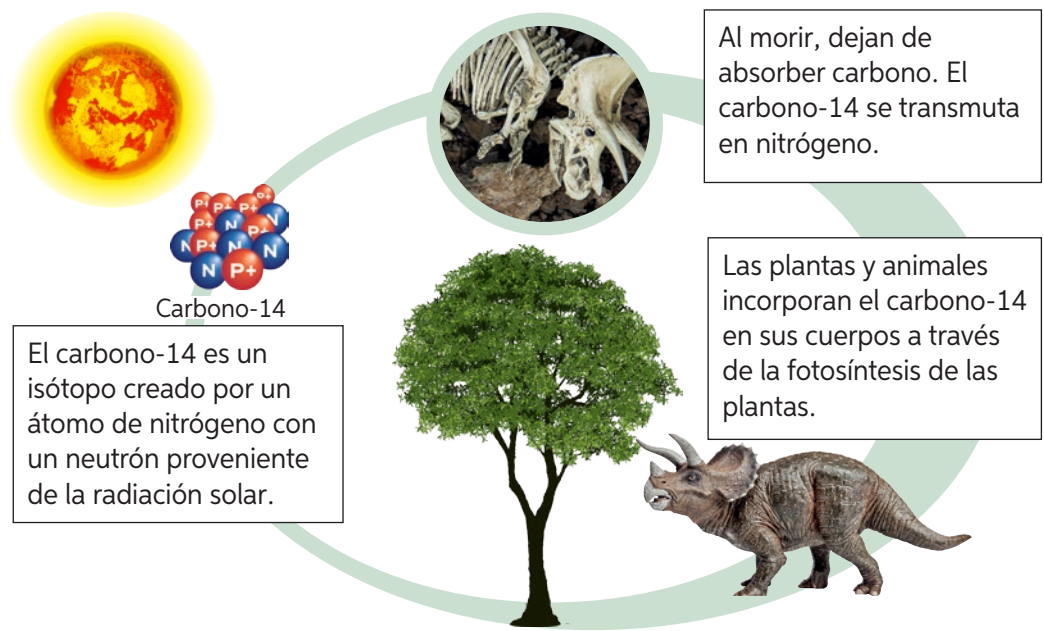 Al morir, dejan de
absorber carbono. El
carbono-14 se transmuta
en nitrógeno.
P+
P+
P+
P+
P+
N
N
P+
N
P+
N
N
N
P+
Carbono-14
El carbono-14 es un
isótopo creado por un
átomo de nitrógeno con
un neutrón proveniente
de la radiación solar.
Las plantas y animales
incorporan el carbono-14
en sus cuerpos a través
de la fotosíntesis de las
plantas.